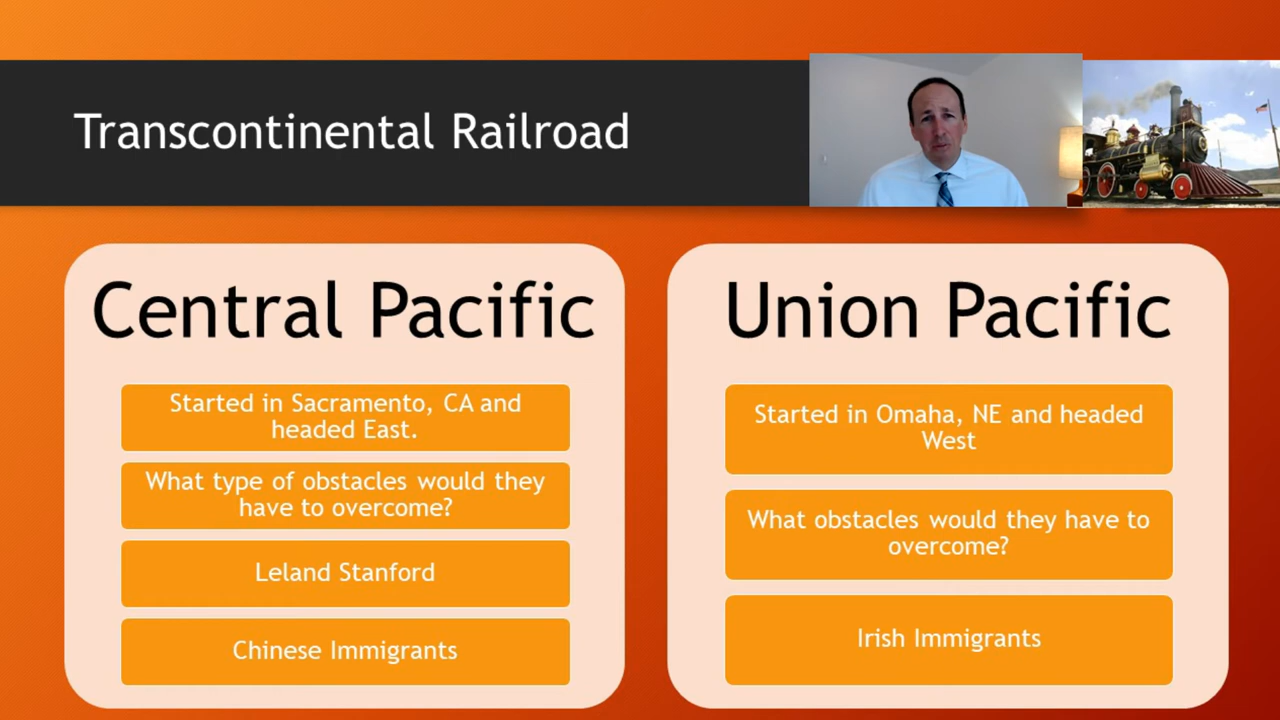 Transcontinental Railroad
Central Pacific
Started in Sacramento, CA and
headed East.
What type of obstacles would they
have to overcome?
Leland Stanford
Chinese Immigrants
Union Pacific
Started in Omaha, NE and headed
West
What obstacles would they have to
overcome?
Irish Immigrants